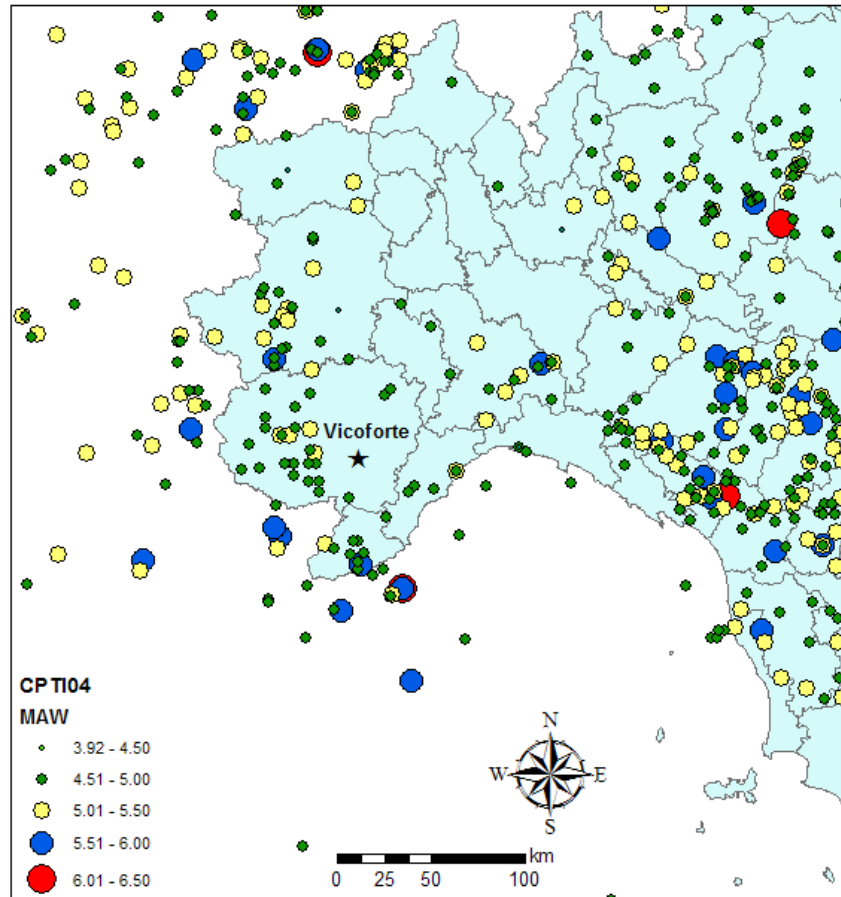 Vicoforte
CPTI04
MAW
3.92 - 4.50
4.51 - 5.00
5.01 - 5.50
5.51 - 6.00
6.01 - 6.50
N
W E
S
km
0 25 50 100